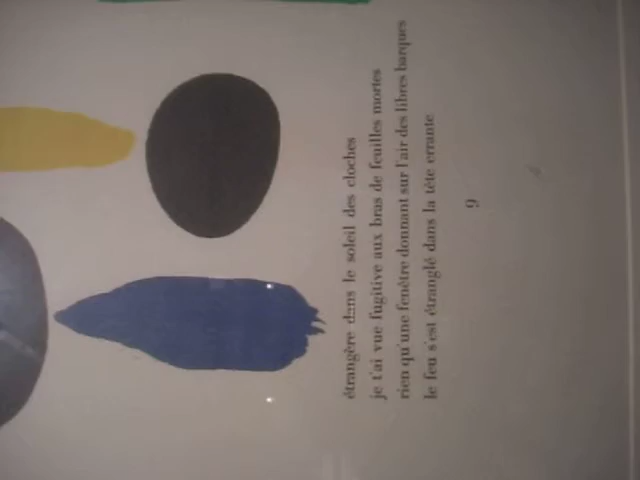 étrangère dans le soleil des cloches
je t'ai vue fugitive aux bras de feuilles mortes
rien qu'une fenêtre donnant sur l'air des libres barques
le feu s'est étranglé dans la tête errante
9